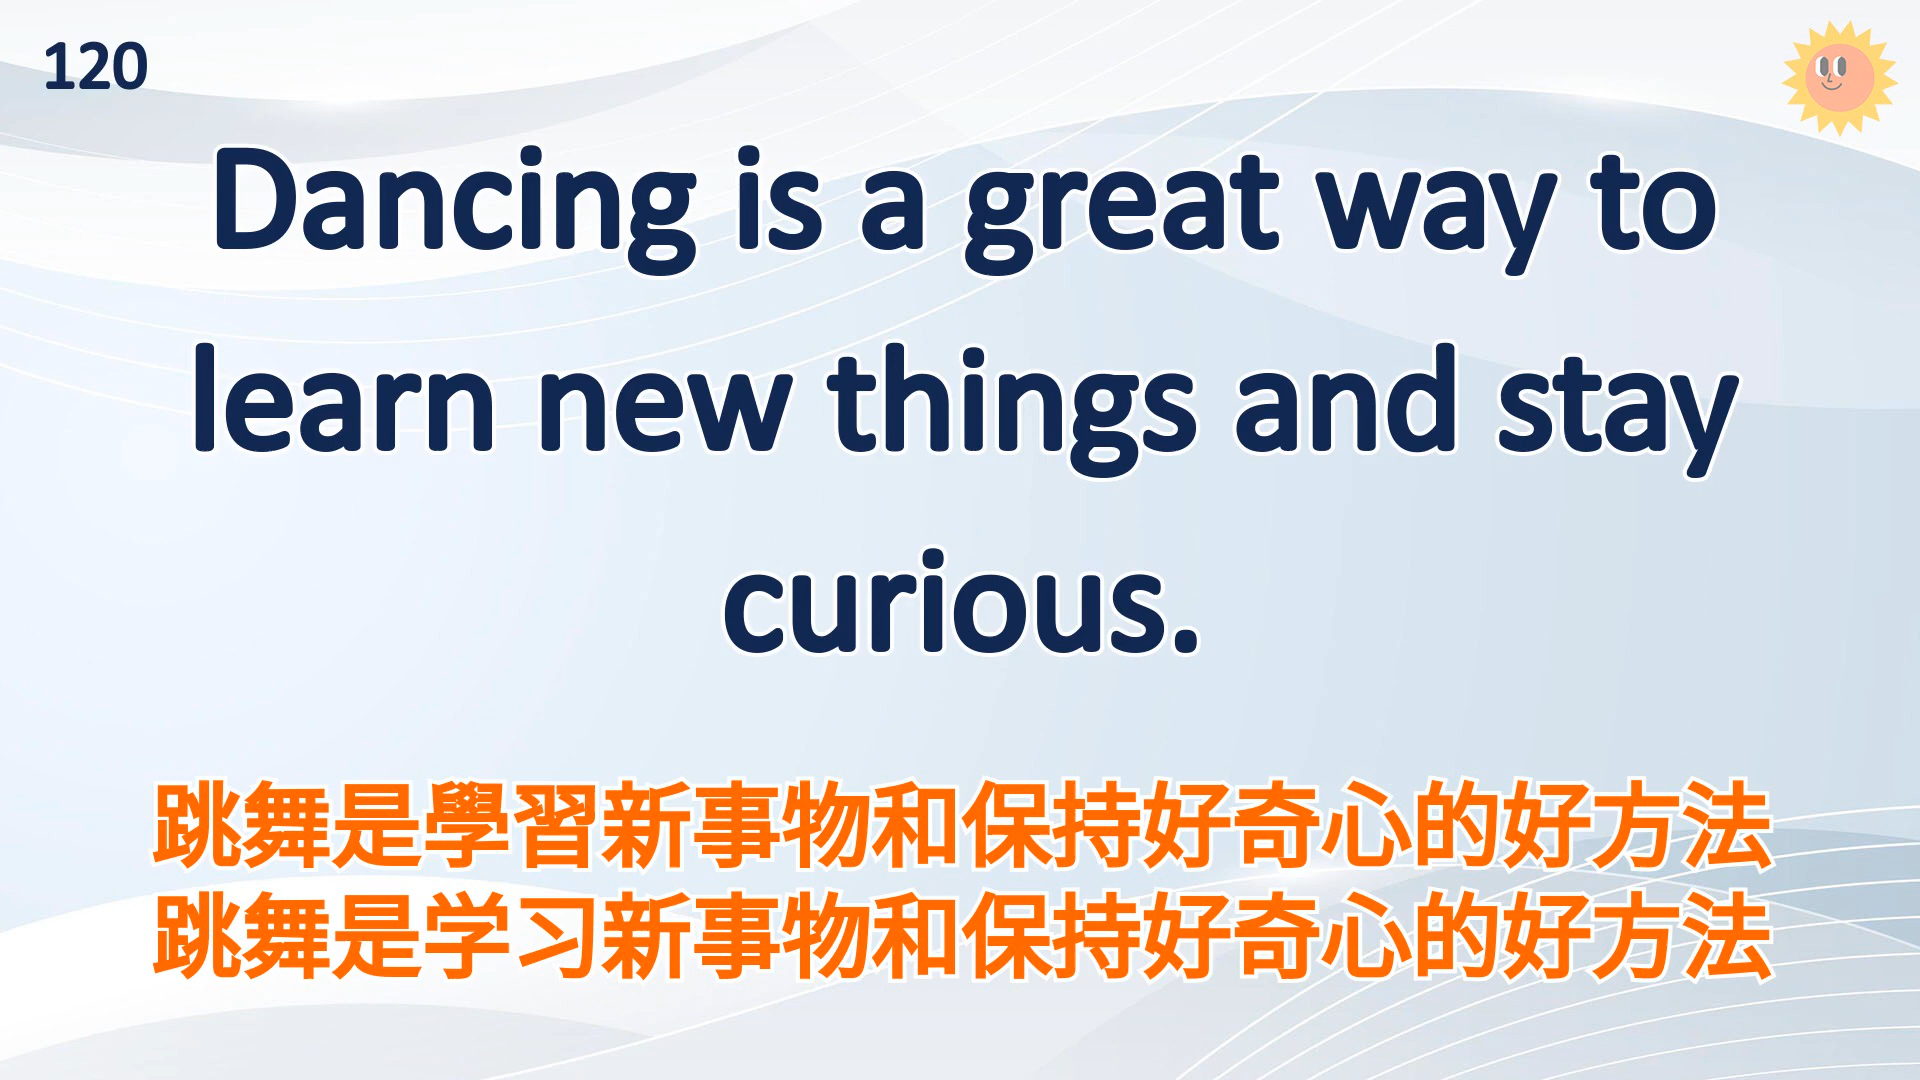 120
Dancing is a great way to
learn new things and stay
curious.
跳舞是學習新事物和保持好奇心的好方法
跳舞是学习新事物和保持好奇心的好方法